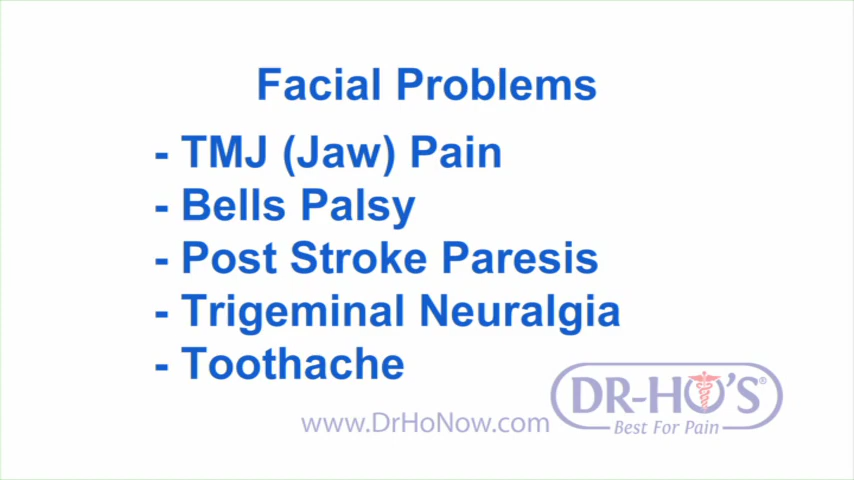 Facial Problems
- TMJ (Jaw) Pain
- Bells Palsy
- Post Stroke Paresis
- Trigeminal Neuralgia
- Toothache
DR-HO'S®
www.DrHoNow.com
Best For Pain